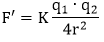 F′ = K q₁ · q₂ / 4r²